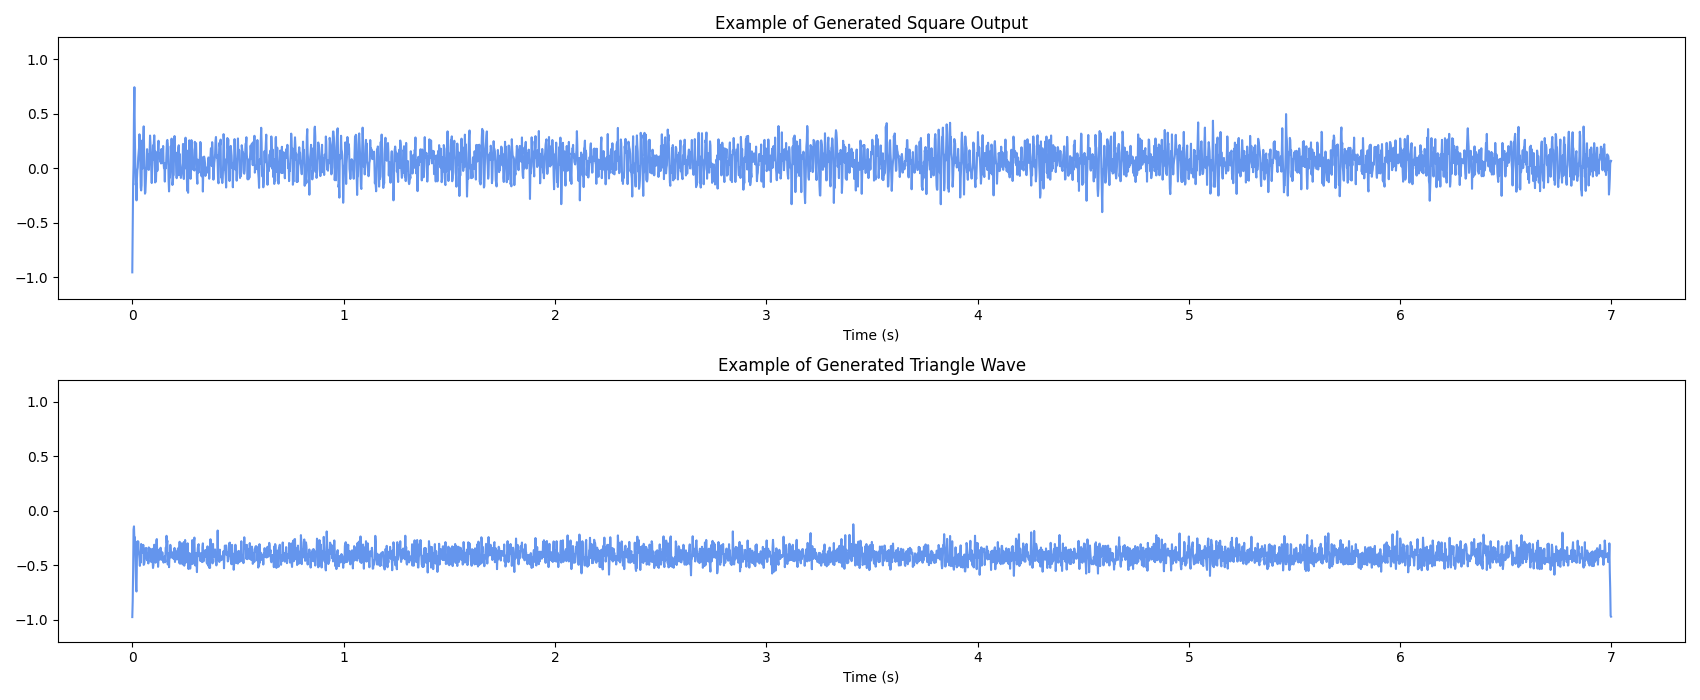 Example of Generated Square Output
1.0
0.5
0.0
−0.5
−1.0
0 1 2 3 4 5 6 7
Time (s)
Example of Generated Triangle Wave
1.0
0.5
0.0
−0.5
−1.0
0 1 2 3 4 5 6 7
Time (s)